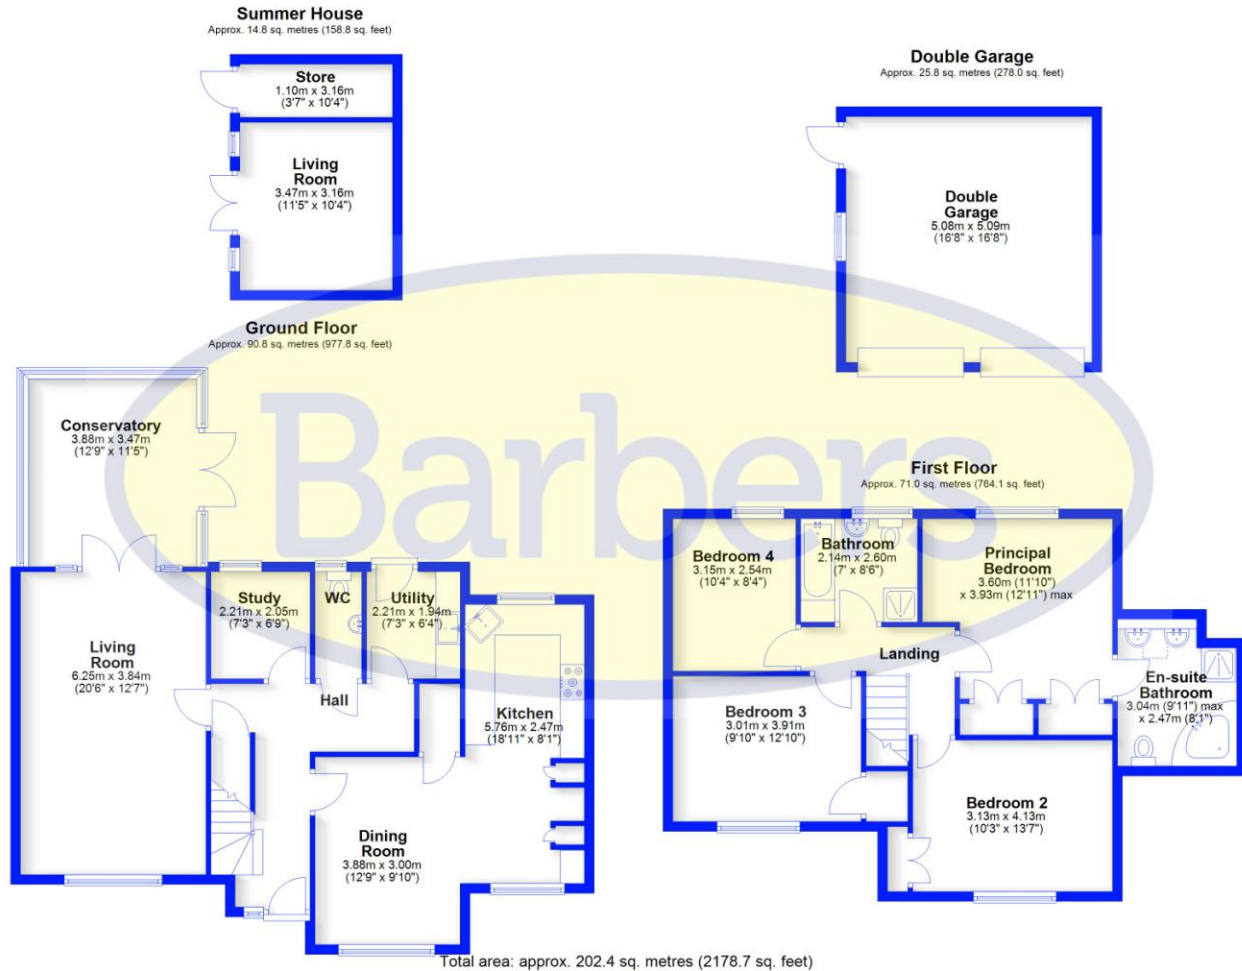 Summer House
Approx. 14.8 sq. metres (158.8 sq. feet)
Store
1.10m x 3.16m
(3'7" x 10'4")
Living
Room
3.47m x 3.16m
(11'5" x 10'4")
Double Garage
Approx. 25.8 sq. metres (278.0 sq. feet)
Double
Garage
5.08m x 5.09m
(16'8" x 16'8")
Ground Floor
Approx. 90.8 sq. metres (977.8 sq. feet)
Conservatory
3.88m x 3.47m
(12'9" x 11'5")
Living
Room
6.25m x 3.84m
(20'6" x 12'7")
Study
2.21m x 2.05m
(7'3" x 6'9")
WC
Utility
2.21m x 1.94m
(7'3" x 6'4")
Hall
Kitchen
5.76m x 2.47m
(18'11" x 8'1")
Dining
Room
3.88m x 3.00m
(12'9" x 9'10")
Barbers
First Floor
Approx. 71.0 sq. metres (764.1 sq. feet)
Bedroom 4
3.15m x 2.54m
(10'4" x 8'4")
Bathroom
2.14m x 2.60m
(7' x 8'6")
Principal
Bedroom
3.60m (11'10")
x 3.93m (12'11") max
Landing
En-suite
Bathroom
3.04m (9'11") max
x 2.47m (8'1")
Bedroom 3
3.01m x 3.91m
(9'10" x 12'10")
Bedroom 2
3.13m x 4.13m
(10'3" x 13'7")
Total area: approx. 202.4 sq. metres (2178.7 sq. feet)